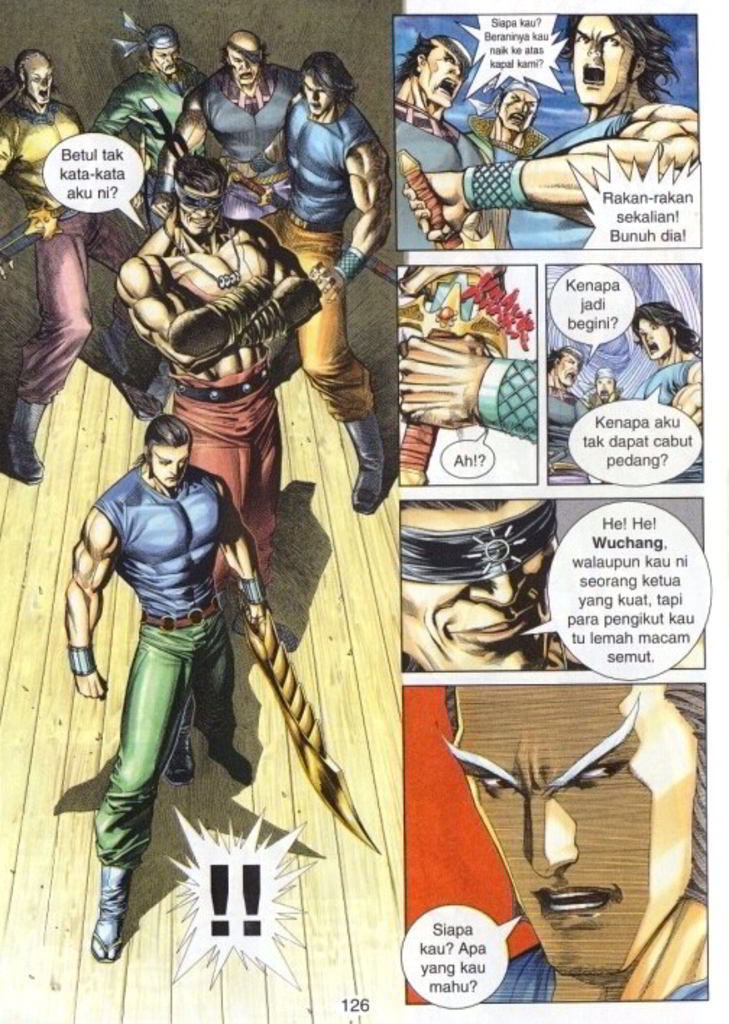 Betul tak
kata-kata
aku ni?
!!
Siapa kau?
Beraninya kau
naik ke atas
kapal kami?
Rakan-rakan
sekalian!
Bunuh dia!
Ah!?
Kenapa
jadi
begini?
Kenapa aku
tak dapat cabut
pedang?
He! He!
Wuchang,
walaupun kau ni
seorang ketua
yang kuat, tapi
para pengikut kau
tu lemah macam
semut.
Siapa
kau? Apa
yang kau
mahu?
126